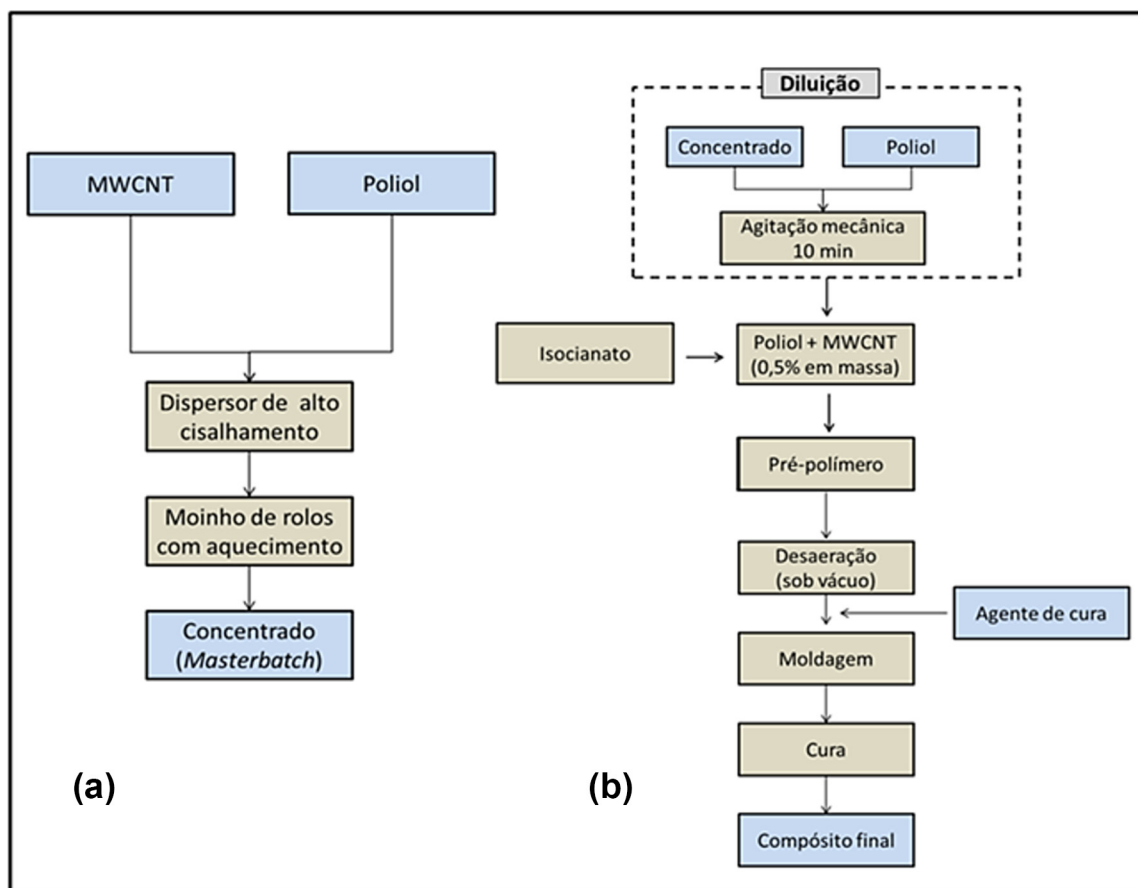 MWCNT
Poliol
Dispersor de alto
cisalhamento
Moinho de rolos
com aquecimento
Concentrado
(Masterbatch)
(a)
Diluição
Concentrado
Poliol
Agitação mecânica
10 min
Isocianato
Poliol + MWCNT
(0,5% em massa)
Pré-polímero
Desaeração
(sob vácuo)
Agente de cura
Moldagem
Cura
Compósito final
(b)